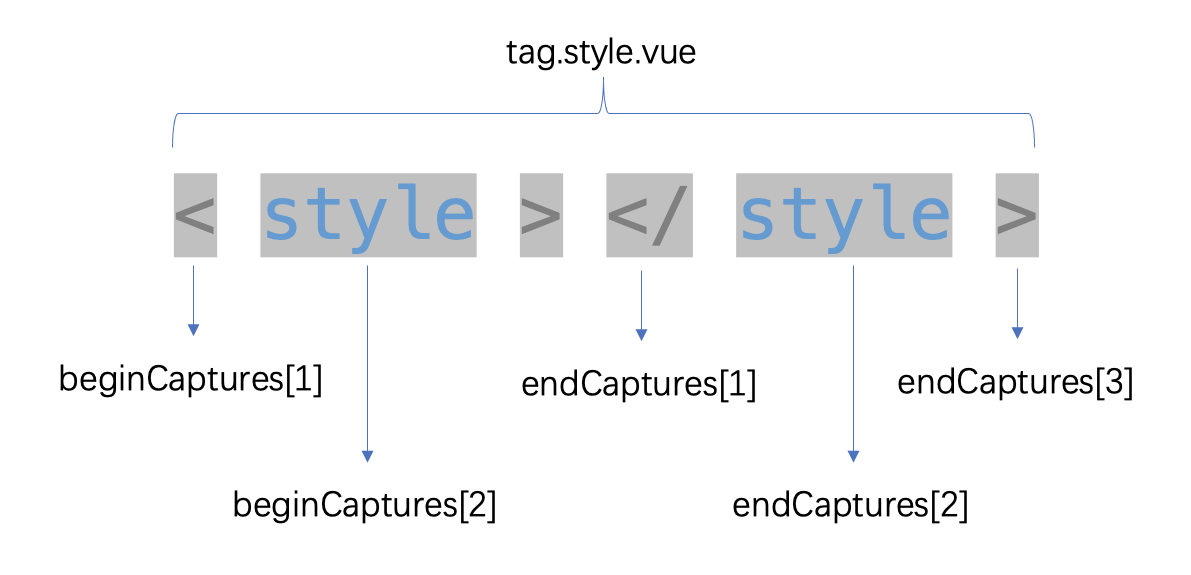 tag.style.vue
< style > </ style >
beginCaptures[1]
endCaptures[1]
endCaptures[3]
beginCaptures[2]
endCaptures[2]